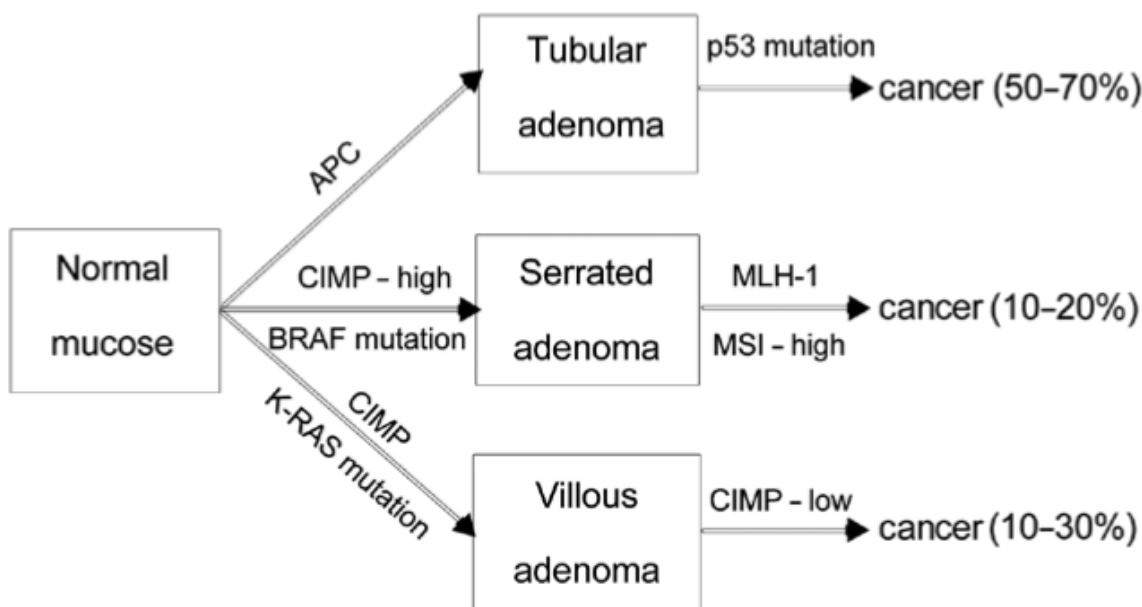 Normal
mucose
APC
Tubular
adenoma
p53 mutation
cancer (50–70%)
CIMP – high
BRAF mutation
Serrated
adenoma
MLH-1
MSI – high
cancer (10–20%)
CIMP
K-RAS mutation
Villous
adenoma
CIMP – low
cancer (10–30%)